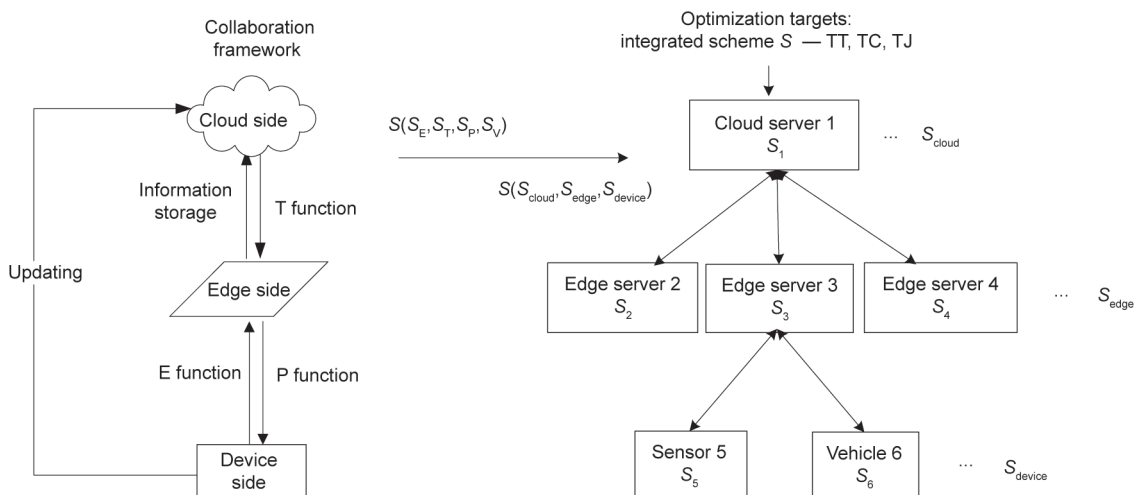 Collaboration
framework
Cloud side
Information
storage
T function
Updating
Edge side
E function
P function
Device
side
S(S_E,S_T,S_P,S_V)
S(S_cloud,S_edge,S_device)
Optimization targets:
integrated scheme S — TT, TC, TJ
Cloud server 1
S_1
... S_cloud
Edge server 2
S_2
Edge server 3
S_3
Edge server 4
S_4
... S_edge
Sensor 5
S_5
Vehicle 6
S_6
... S_device